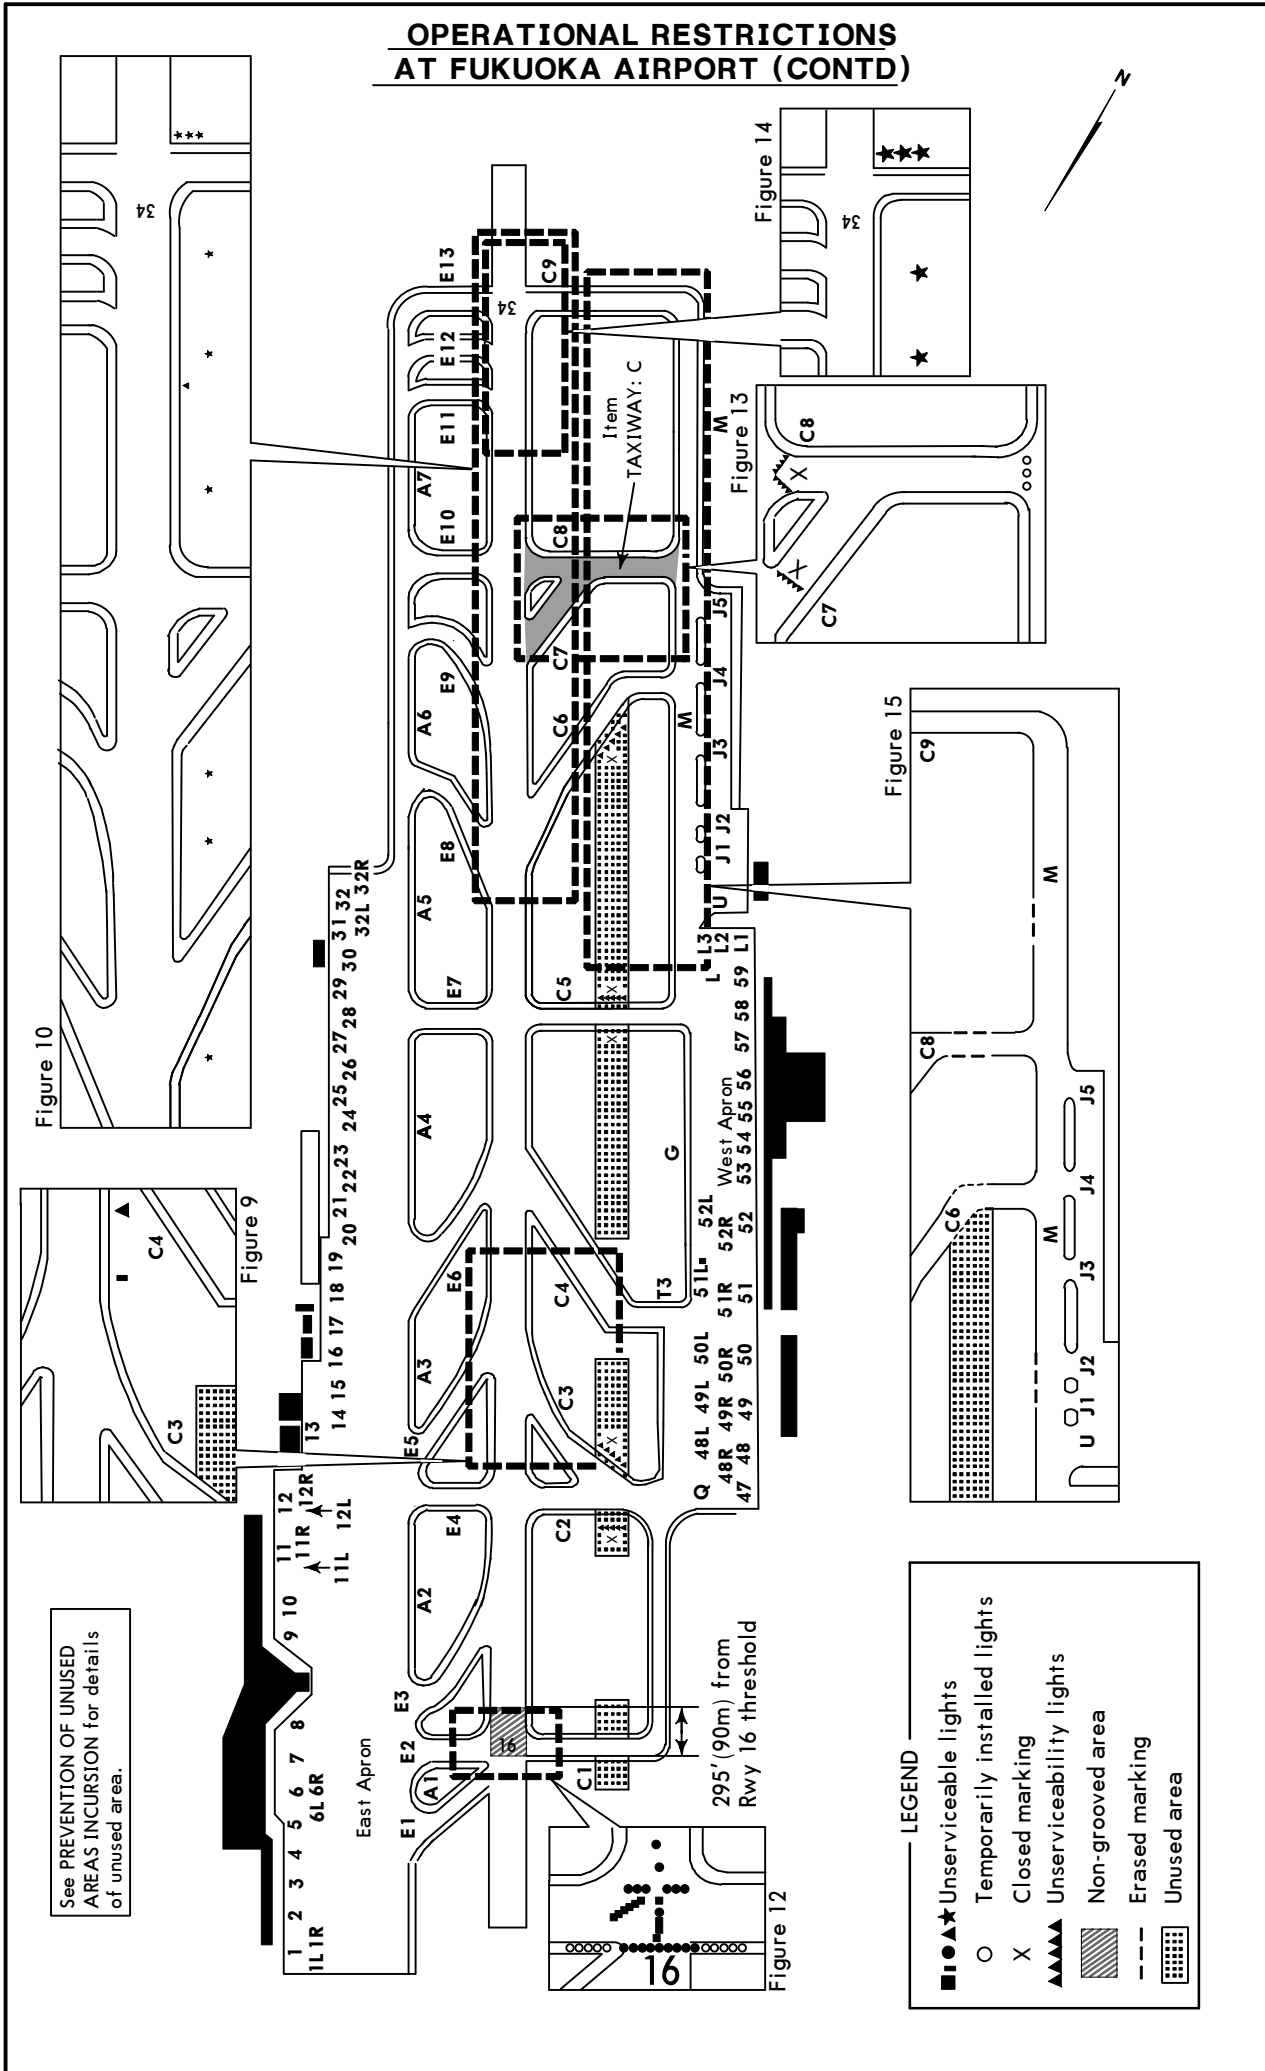 OPERATIONAL RESTRICTIONS
AT FUKUOKA AIRPORT (CONTD)
N
Figure 10
34
Figure 14
34
Figure 13
C8
C7
Figure 15
C9
M
C8
J5
J4
C6
M
J3
J2
J1
U
Figure 9
C4
C3
Figure 12
16
E13
C9
34
E12
E11
A7
E10
C8
Item
TAXIWAY: C
M
J5
C7
J4
E9
A6
C6
M
J3
J2
J1
E8
A5
U
L3
L2
L1
L
E7
C5
A4
G
West Apron
E6
C4
T3
A3
C3
E5
E4
C2
Q
A2
E3
E2
A1
E1
C1
16
295'(90m) from
Rwy 16 threshold
East Apron
1 2 3 4 5 6 7 8
1L 1R
6L 6R
9 10
11 12
11R 12R
11L 12L
13
14 15 16 17 18 19
20 21 22 23
24 25 26 27 28 29 30 31 32
32L 32R
47 48 49 50 51 52
48R 49R 50R 51R 52R
48L 49L 50L 51L 52L
53 54 55 56 57 58 59
See PREVENTION OF UNUSED
AREAS INCURSION for details
of unused area.
LEGEND
Unserviceable lights
Temporarily installed lights
X Closed marking
Unserviceability lights
Non-grooved area
Erased marking
Unused area